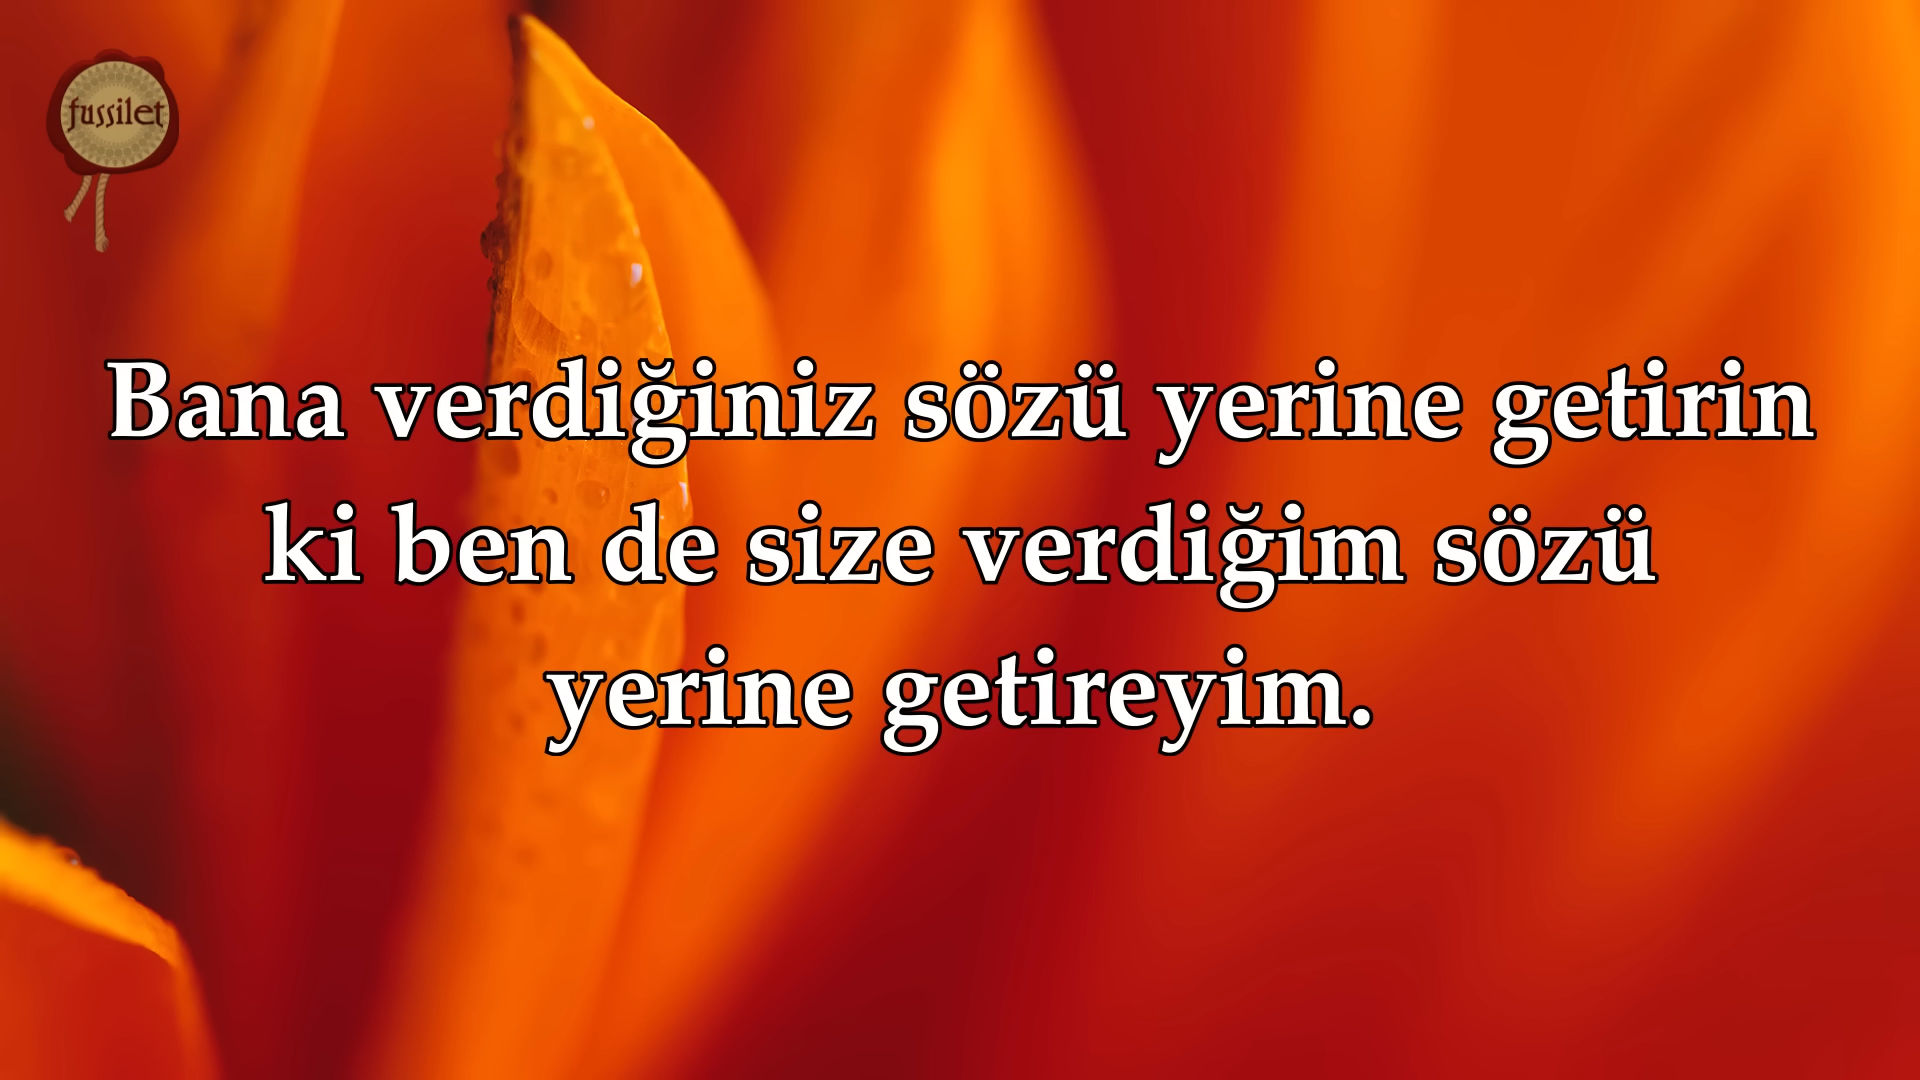 fussilet
Bana verdiğiniz sözü yerine getirin
ki ben de size verdiğim sözü
yerine getireyim.